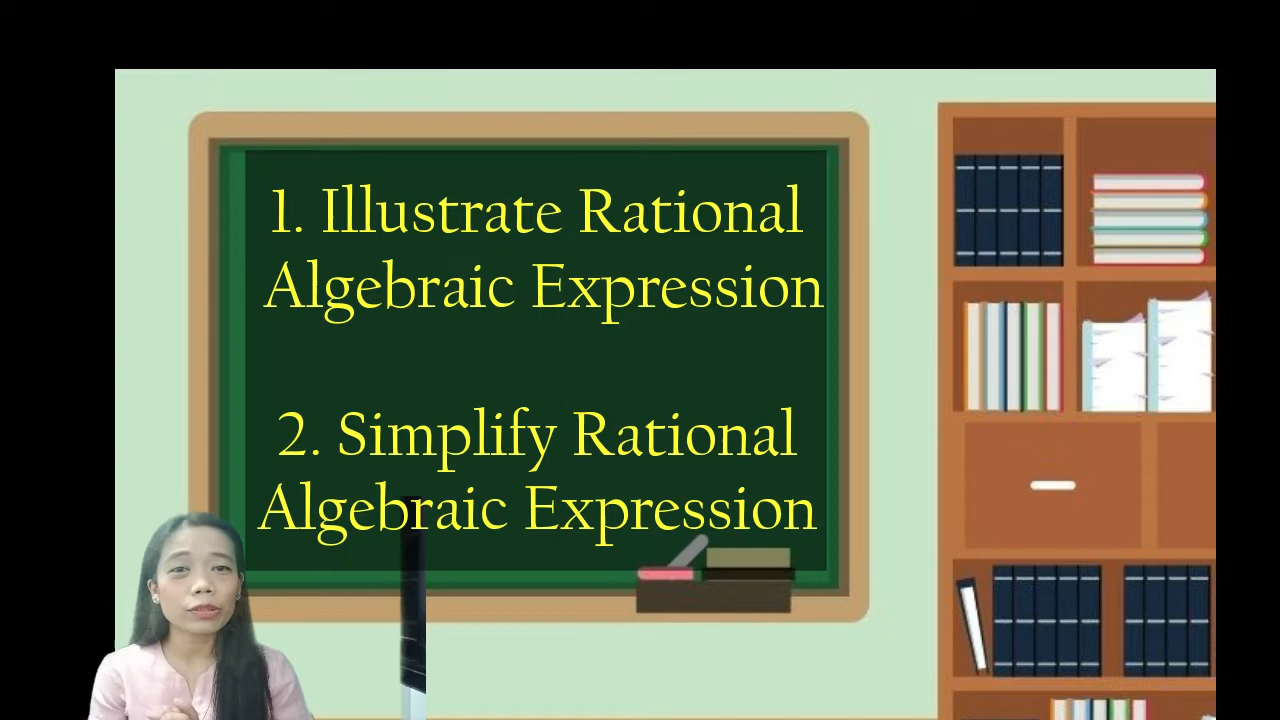 1. Illustrate Rational
Algebraic Expression
2. Simplify Rational
Algebraic Expression